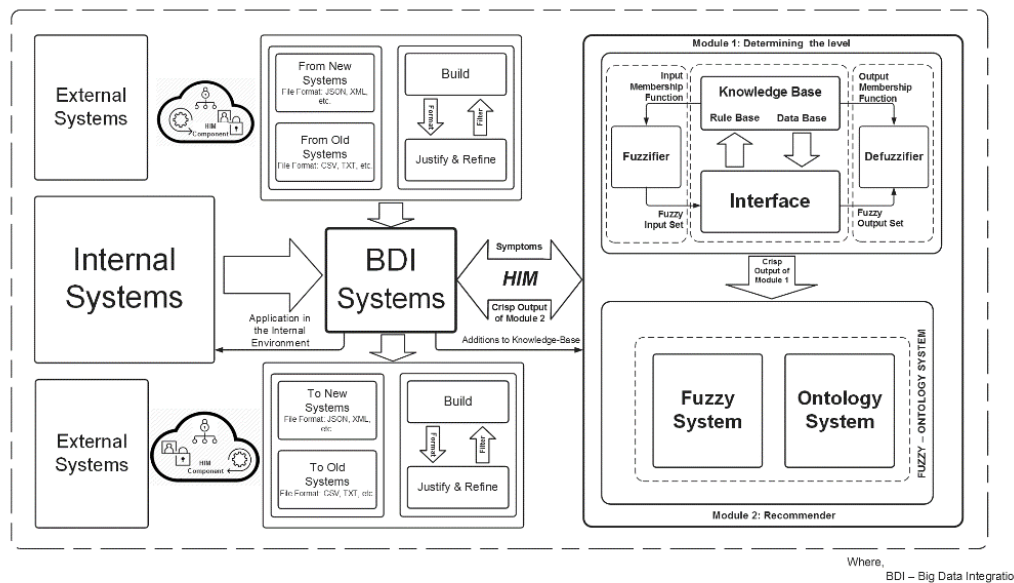 External
Systems
HIM
Component
From New
Systems
File Format: JSON, XML,
etc.
From Old
Systems
File Format: CSV, TXT, etc.
Build
Format
Filter
Justify & Refine
Internal
Systems
Application in
the Internal
Environment
BDI
Systems
Symptoms
HIM
Crisp Output
of Module 2
Additions to Knowledge-Base
External
Systems
HIM
Component
To New
Systems
File Format: JSON, XML,
etc
To Old
Systems
File Format: CSV, TXT, etc
Build
Format
Filter
Justify & Refine
Module 1: Determining the level
Input
Membership
Function
Knowledge Base
Rule Base Data Base
Output
Membership
Function
Fuzzifier
Defuzzifier
Interface
Fuzzy
Input Set
Fuzzy
Output Set
Crisp
Output of
Module 1
Fuzzy
System
Ontology
System
FUZZY – ONTOLOGY SYSTEM
Module 2: Recommender
Where,
BDI – Big Data Integratio